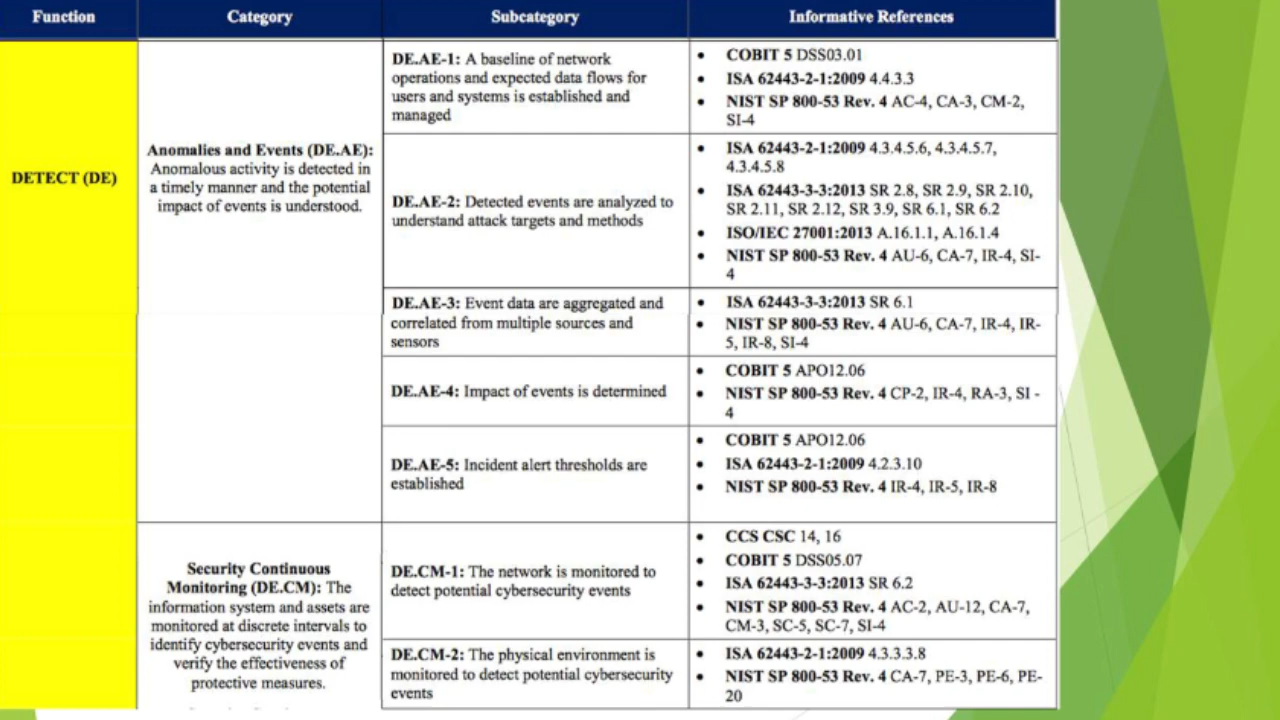 Function
Category
Subcategory
Informative References
DETECT (DE)
Anomalies and Events (DE.AE):
Anomalous activity is detected in
a timely manner and the potential
impact of events is understood.
DE.AE-1: A baseline of network
operations and expected data flows for
users and systems is established and
managed
• COBIT 5 DSS03.01
• ISA 62443-2-1:2009 4.4.3.3
• NIST SP 800-53 Rev. 4 AC-4, CA-3, CM-2,
SI-4
DE.AE-2: Detected events are analyzed to
understand attack targets and methods
• ISA 62443-2-1:2009 4.3.4.5.6, 4.3.4.5.7,
4.3.4.5.8
• ISA 62443-3-3:2013 SR 2.8, SR 2.9, SR 2.10,
SR 2.11, SR 2.12, SR 3.9, SR 6.1, SR 6.2
• ISO/IEC 27001:2013 A.16.1.1, A.16.1.4
• NIST SP 800-53 Rev. 4 AU-6, CA-7, IR-4, SI-
4
DE.AE-3: Event data are aggregated and
correlated from multiple sources and
sensors
• ISA 62443-3-3:2013 SR 6.1
• NIST SP 800-53 Rev. 4 AU-6, CA-7, IR-4, IR-
5, IR-8, SI-4
DE.AE-4: Impact of events is determined
• COBIT 5 APO12.06
• NIST SP 800-53 Rev. 4 CP-2, IR-4, RA-3, SI -
4
DE.AE-5: Incident alert thresholds are
established
• COBIT 5 APO12.06
• ISA 62443-2-1:2009 4.2.3.10
• NIST SP 800-53 Rev. 4 IR-4, IR-5, IR-8
Security Continuous
Monitoring (DE.CM): The
information system and assets are
monitored at discrete intervals to
identify cybersecurity events and
verify the effectiveness of
protective measures.
DE.CM-1: The network is monitored to
detect potential cybersecurity events
• CCS CSC 14, 16
• COBIT 5 DSS05.07
• ISA 62443-3-3:2013 SR 6.2
• NIST SP 800-53 Rev. 4 AC-2, AU-12, CA-7,
CM-3, SC-5, SC-7, SI-4
DE.CM-2: The physical environment is
monitored to detect potential cybersecurity
events
• ISA 62443-2-1:2009 4.3.3.3.8
• NIST SP 800-53 Rev. 4 CA-7, PE-3, PE-6, PE-
20